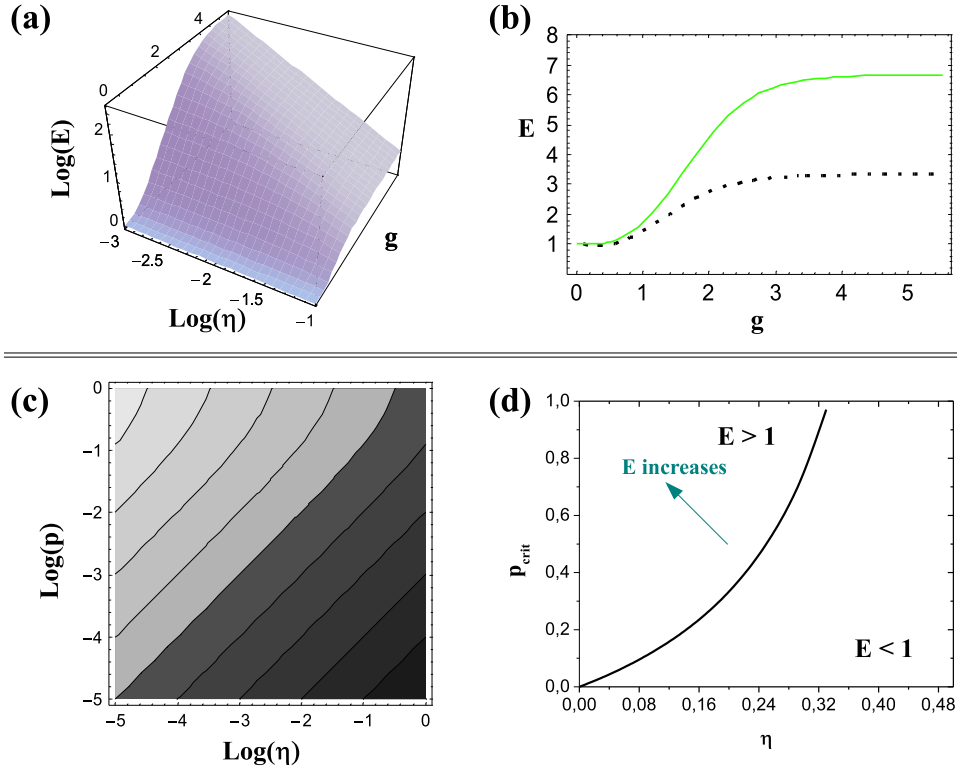 (a)
4
2
0
2
1
0
Log(E)
−3
−2.5
−2
−1.5
−1
Log(η)
g
(b)
8
7
6
5
4
3
2
1
E
0 1 2 3 4 5
g
(c)
0
−1
−2
−3
−4
−5
Log(p)
−5 −4 −3 −2 −1 0
Log(η)
(d)
1,0
0,8
0,6
0,4
0,2
0,0
p_crit
E > 1
E increases
E < 1
0,00 0,08 0,16 0,24 0,32 0,40 0,48
η